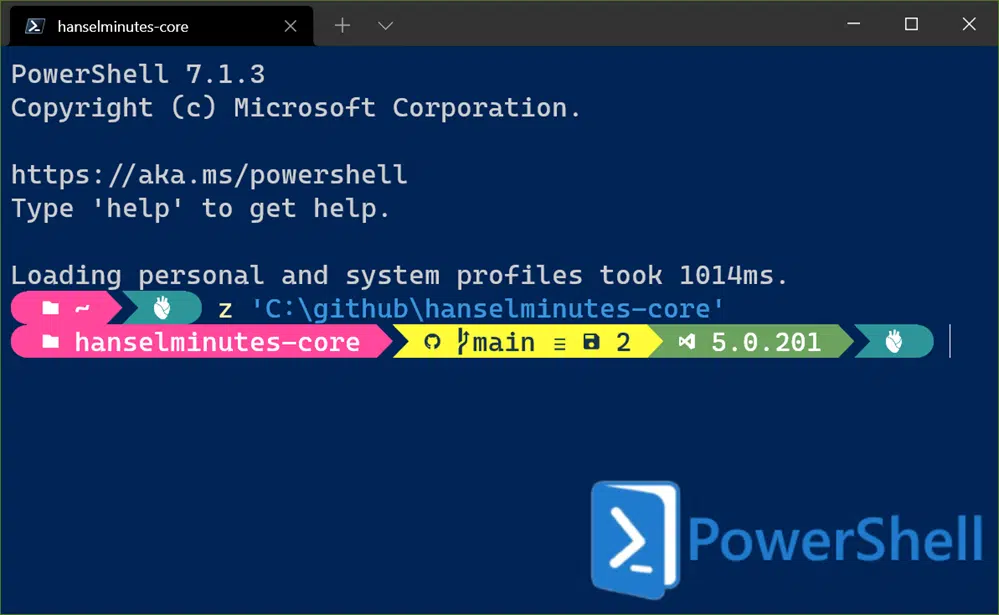 hanselminutes-core
PowerShell 7.1.3
Copyright (c) Microsoft Corporation.
https://aka.ms/powershell
Type 'help' to get help.
Loading personal and system profiles took 1014ms.
~ z 'C:\github\hanselminutes-core'
hanselminutes-core main ≡ 2 5.0.201
PowerShell